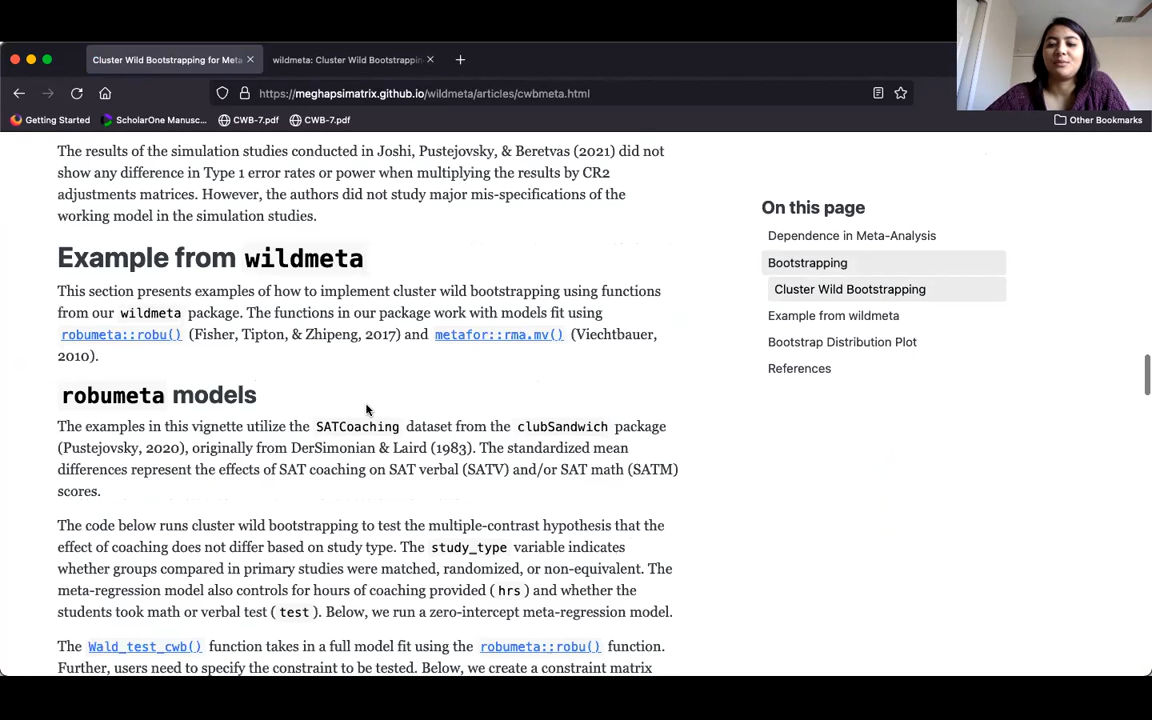 Cluster Wild Bootstrapping for Meta
wildmeta: Cluster Wild Bootstrappin
https://meghapsimatrix.github.io/wildmeta/articles/cwbmeta.html
Getting Started
ScholarOne Manusc...
CWB-7.pdf
CWB-7.pdf
Other Bookmarks
The results of the simulation studies conducted in Joshi, Pustejovsky, & Beretvas (2021) did not
show any difference in Type 1 error rates or power when multiplying the results by CR2
adjustments matrices. However, the authors did not study major mis-specifications of the
working model in the simulation studies.
Example from wildmeta
This section presents examples of how to implement cluster wild bootstrapping using functions
from our wildmeta package. The functions in our package work with models fit using
robumeta::robu() (Fisher, Tipton, & Zhipeng, 2017) and metafor::rma.mv() (Viechtbauer,
2010).
robumeta models
The examples in this vignette utilize the SATCoaching dataset from the clubSandwich package
(Pustejovsky, 2020), originally from DerSimonian & Laird (1983). The standardized mean
differences represent the effects of SAT coaching on SAT verbal (SATV) and/or SAT math (SATM)
scores.
The code below runs cluster wild bootstrapping to test the multiple-contrast hypothesis that the
effect of coaching does not differ based on study type. The study_type variable indicates
whether groups compared in primary studies were matched, randomized, or non-equivalent. The
meta-regression model also controls for hours of coaching provided ( hrs ) and whether the
students took math or verbal test ( test ). Below, we run a zero-intercept meta-regression model.
The Wald_test_cwb() function takes in a full model fit using the robumeta::robu() function.
Further, users need to specify the constraint to be tested. Below, we create a constraint matrix
On this page
Dependence in Meta-Analysis
Bootstrapping
Cluster Wild Bootstrapping
Example from wildmeta
Bootstrap Distribution Plot
References